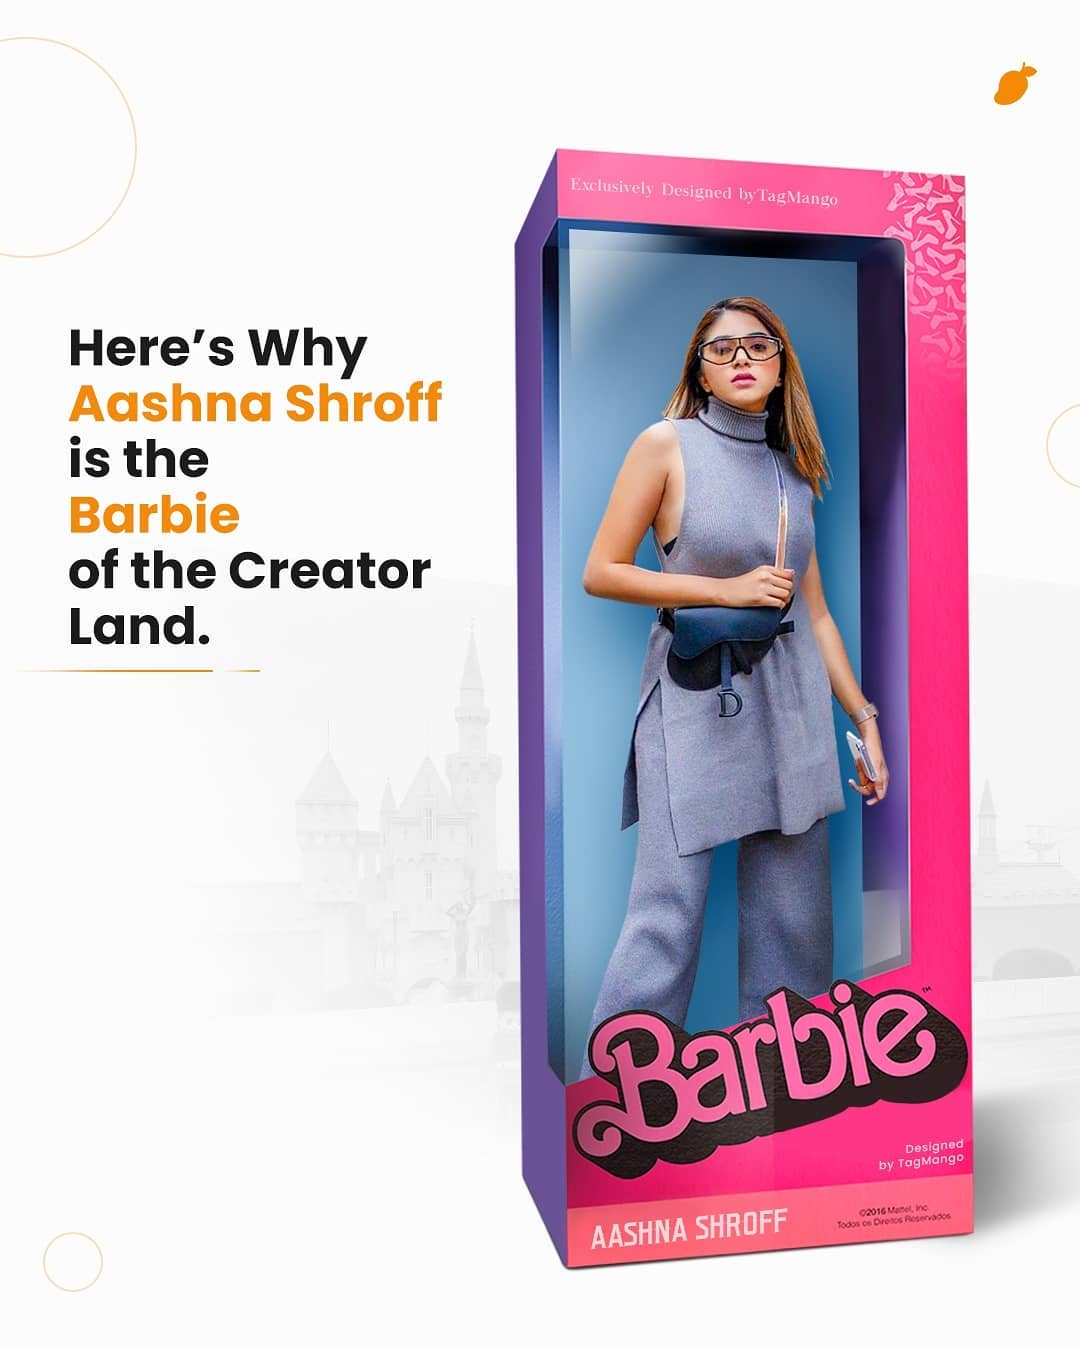 Here’s Why
Aashna Shroff
is the
Barbie
of the Creator
Land.
Exclusively Designed byTagMango
D
Barbie™
Designed
by TagMango
AASHNA SHROFF
©2016 Mattel, Inc.
Todos os Direitos Reservados.